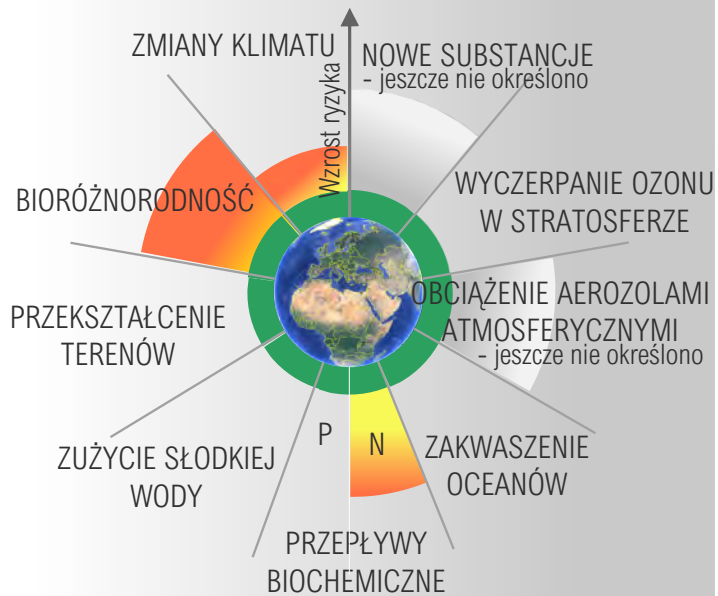 ZMIANY KLIMATU
Wzrost ryzyka
NOWE SUBSTANCJE
- jeszcze nie określono
BIORÓŻNORODNOŚĆ
WYCZERPANIE OZONU
W STRATOSFERZE
PRZEKSZTAŁCENIE
TERENÓW
OBCIĄŻENIE AEROZOLAMI
ATMOSFERYCZNYMI
- jeszcze nie określono
ZUŻYCIE SŁODKIEJ
WODY
P
N
ZAKWASZENIE
OCEANÓW
PRZEPŁYWY
BIOCHEMICZNE